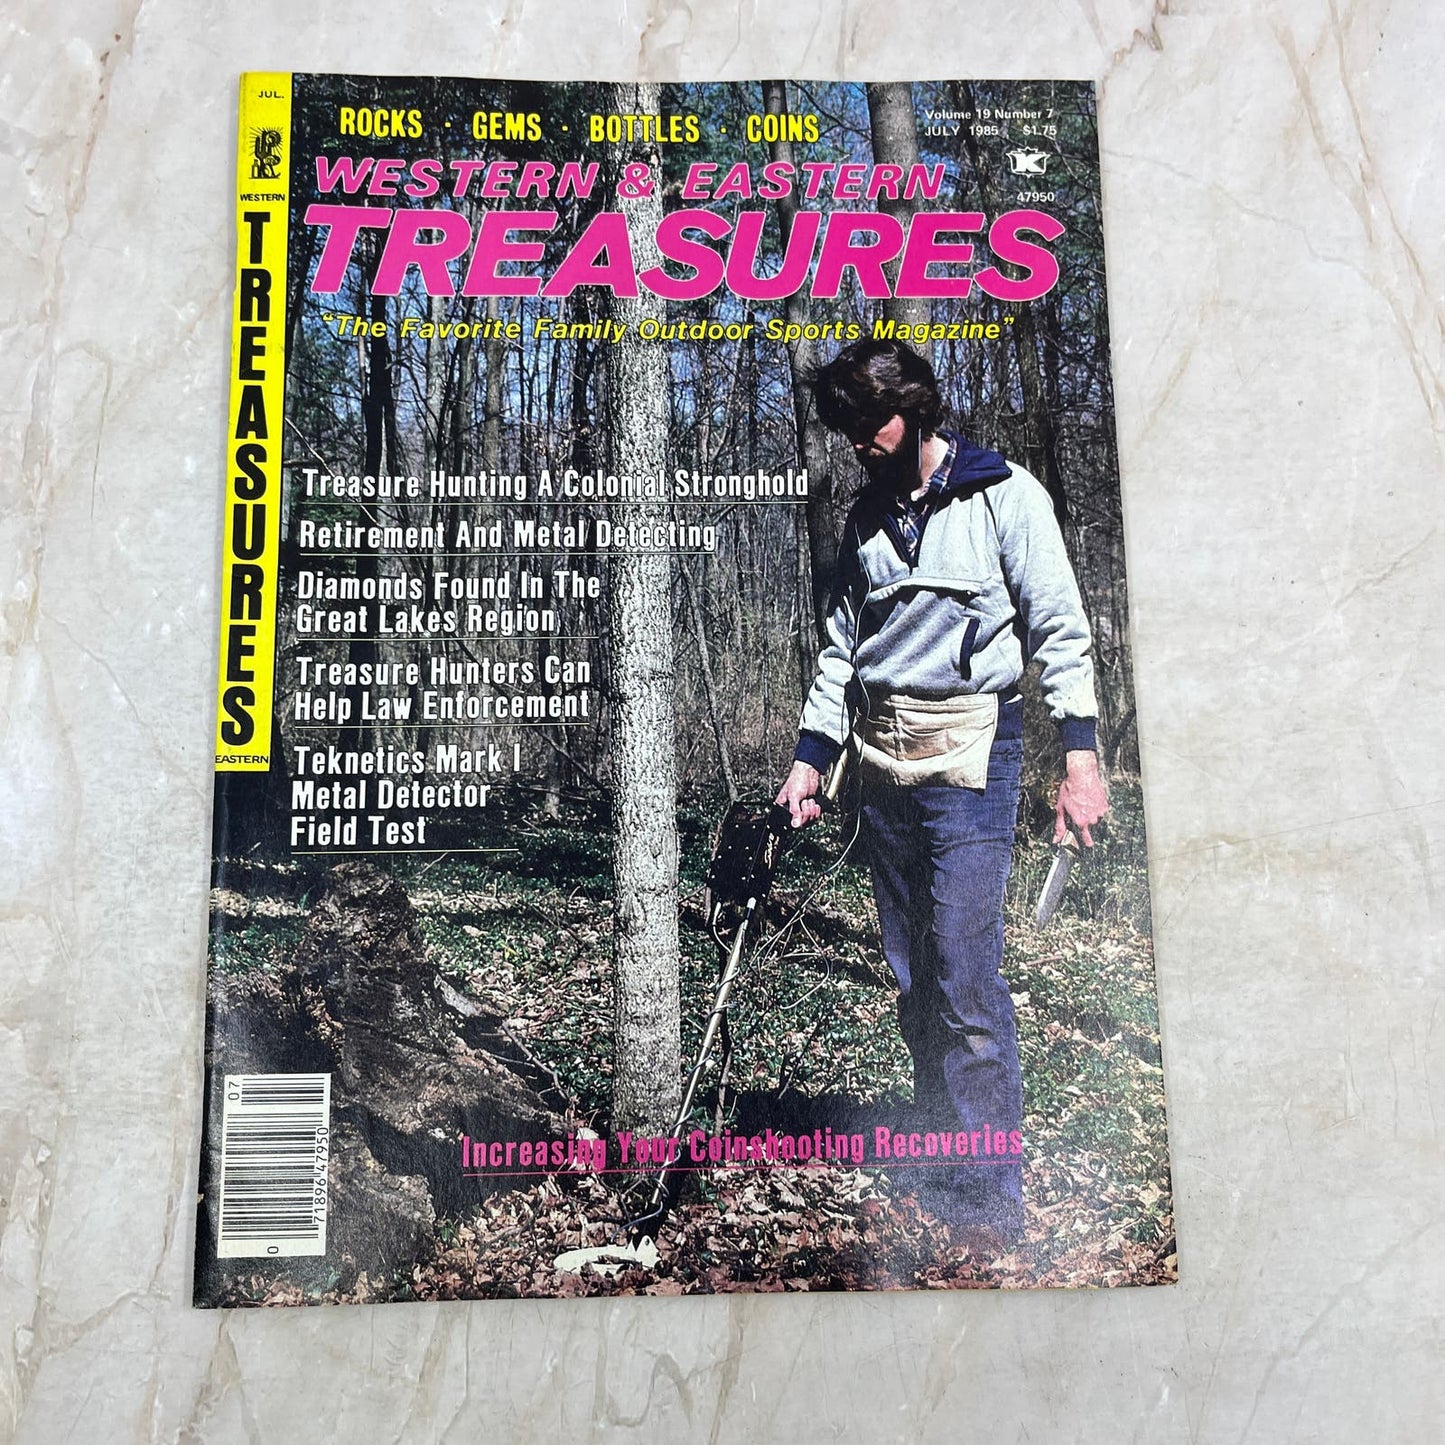 JUL.
WESTERN
TREASURES
EASTERN
ROCKS · GEMS · BOTTLES · COINS
Volume 19 Number 7
JULY 1985 $1.75
K
47950
WESTERN & EASTERN
TREASURES
"The Favorite Family Outdoor Sports Magazine"
Treasure Hunting A Colonial Stronghold
Retirement And Metal Detecting
Diamonds Found In The
Great Lakes Region
Treasure Hunters Can
Help Law Enforcement
Teknetics Mark I
Metal Detector
Field Test
Increasing Your Coinshooting Recoveries
07
71896 47950
0